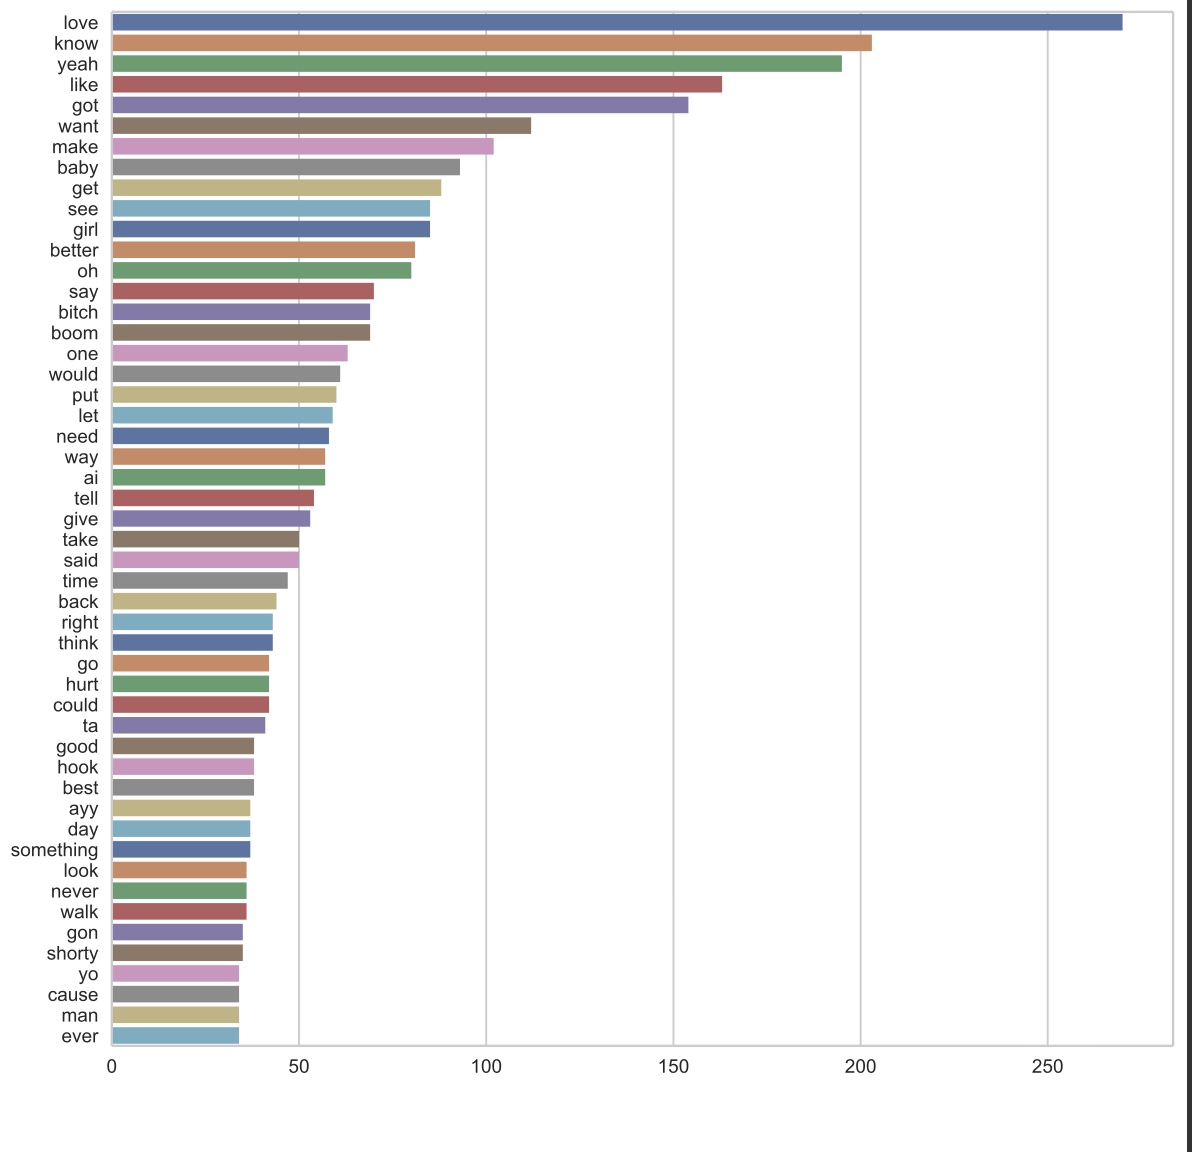 love
know
yeah
like
got
want
make
baby
get
see
girl
better
oh
say
bitch
boom
one
would
put
let
need
way
ai
tell
give
take
said
time
back
right
think
go
hurt
could
ta
good
hook
best
ayy
day
something
look
never
walk
gon
shorty
yo
cause
man
ever
0 50 100 150 200 250